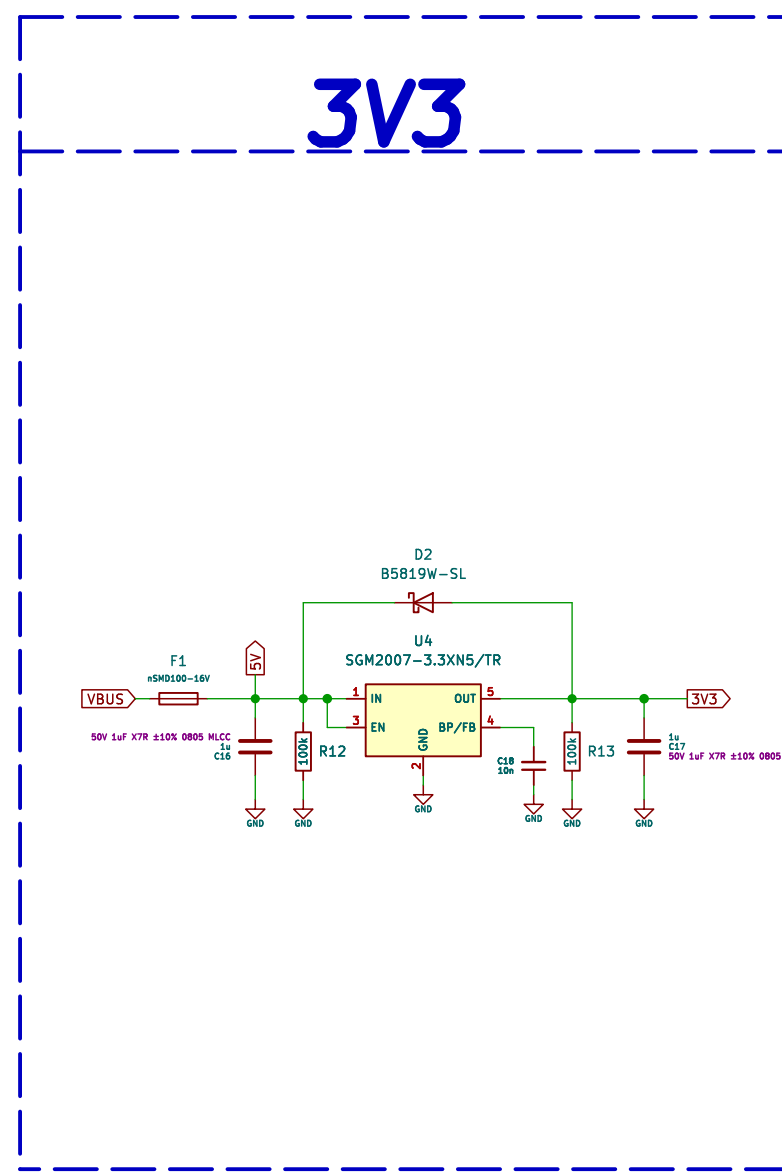 3V3
D2
B5819W-SL
U4
SGM2007-3.3XN5/TR
F1
nSMD100-16V
5V
VBUS
1
IN
OUT
5
3V3
3
EN
BP/FB
4
GND
2
50V 1uF X7R ±10% 0805 MLCC
1u
C16
100k
R12
C18
10n
100k
R13
1u
C17
50V 1uF X7R ±10% 0805
GND
GND
GND
GND
GND
GND